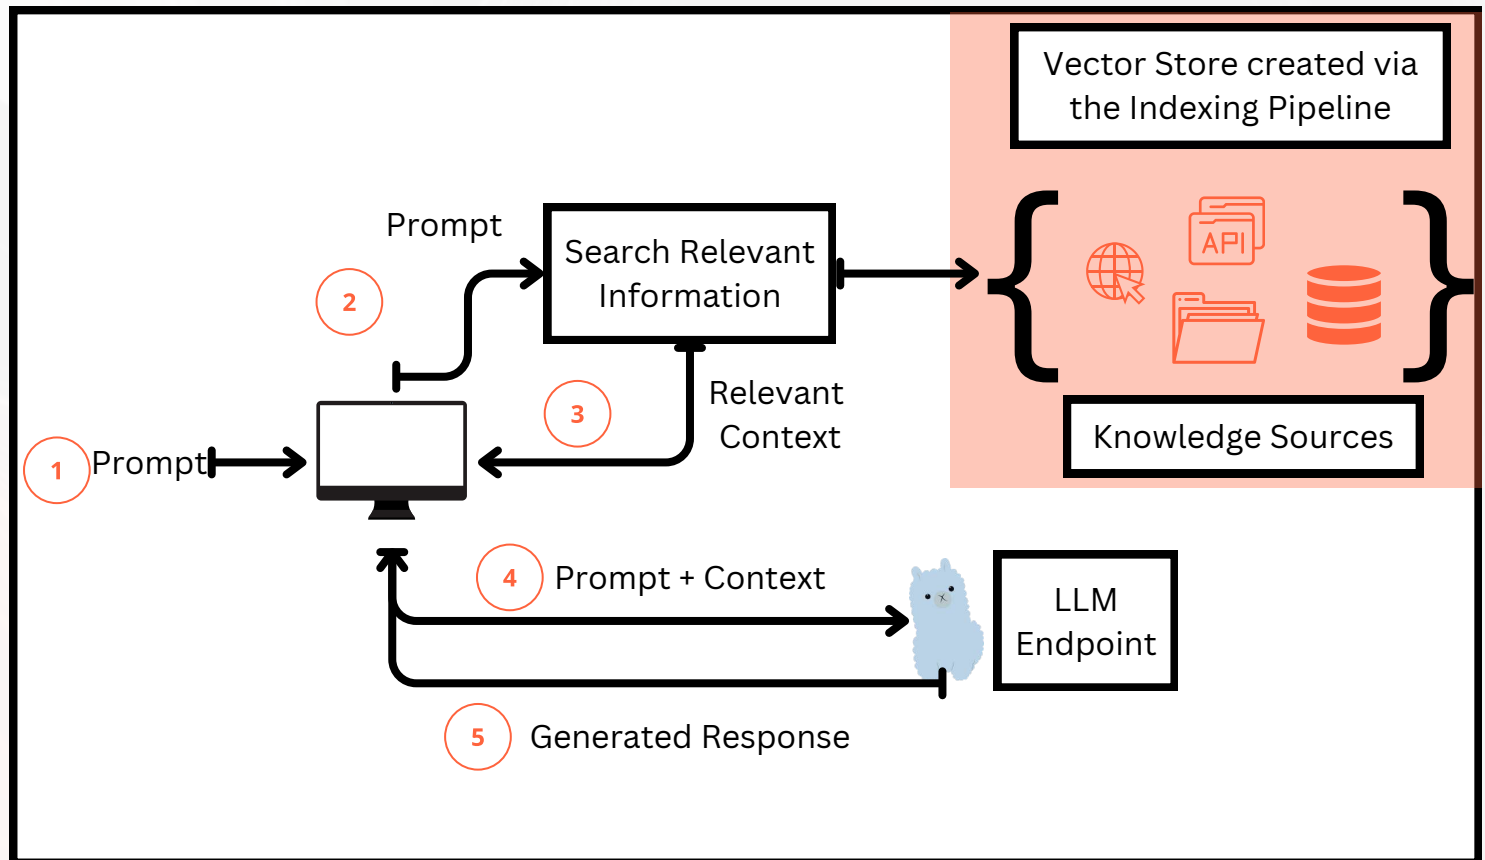 Vector Store created via
the Indexing Pipeline
Prompt
Search Relevant
Information
API
2
3
Relevant
Context
Knowledge Sources
1
Prompt
4
Prompt + Context
LLM
Endpoint
5
Generated Response